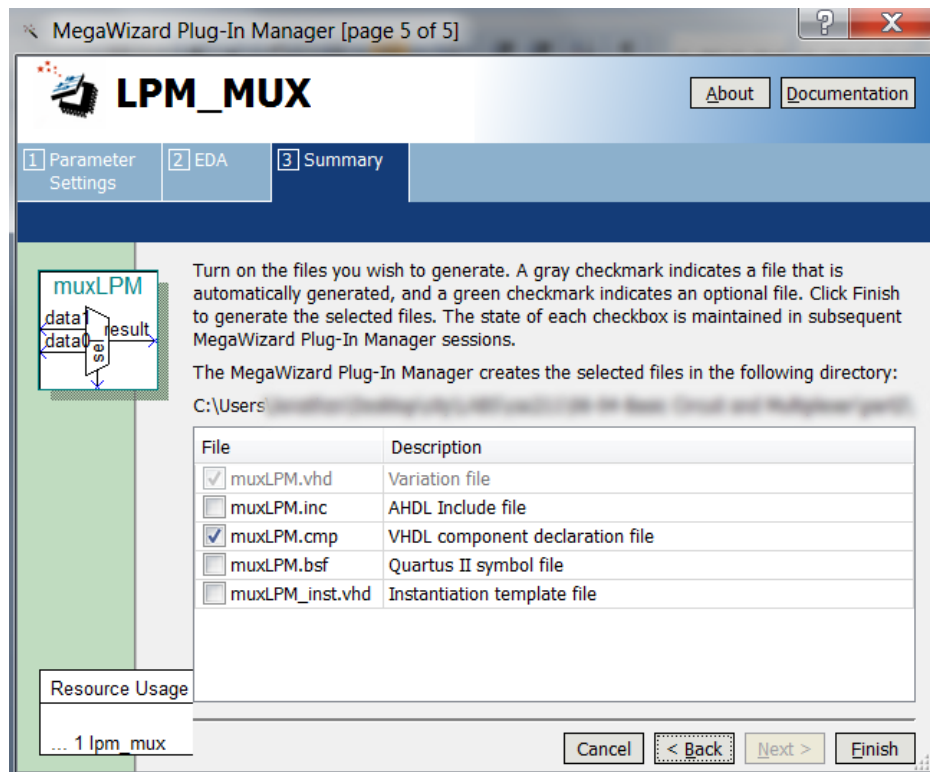 MegaWizard Plug-In Manager [page 5 of 5]
LPM_MUX
About
Documentation
1 Parameter Settings
2 EDA
3 Summary
muxLPM
data1
data0
result
sel
Turn on the files you wish to generate. A gray checkmark indicates a file that is
automatically generated, and a green checkmark indicates an optional file. Click Finish
to generate the selected files. The state of each checkbox is maintained in subsequent
MegaWizard Plug-In Manager sessions.
The MegaWizard Plug-In Manager creates the selected files in the following directory:
C:\Users
File Description
muxLPM.vhd Variation file
muxLPM.inc AHDL Include file
muxLPM.cmp VHDL component declaration file
muxLPM.bsf Quartus II symbol file
muxLPM_inst.vhd Instantiation template file
Resource Usage
... 1 lpm_mux
Cancel < Back Next > Finish